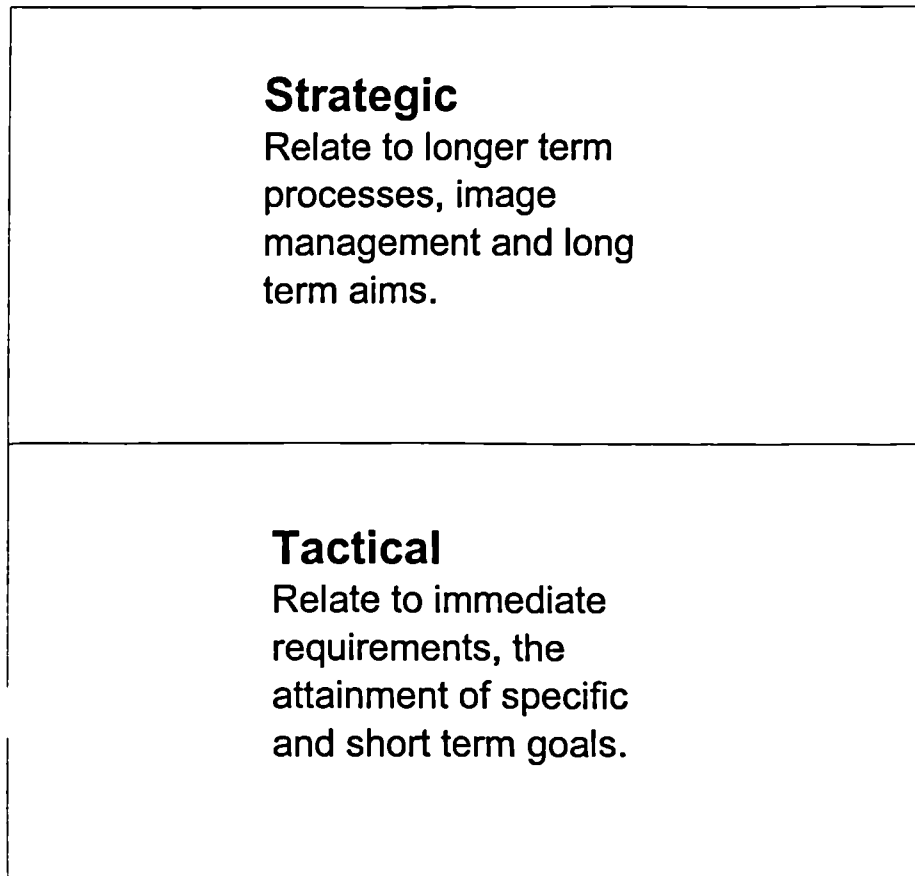 Strategic
Relate to longer term
processes, image
management and long
term aims.
Tactical
Relate to immediate
requirements, the
attainment of specific
and short term goals.